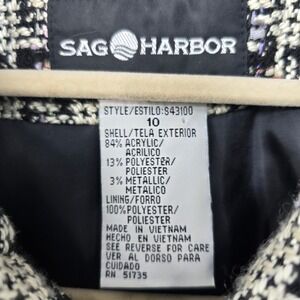 SAG HARBOR
STYLE/ESTILO:S43100
10
SHELL/TELA EXTERIOR
84% ACRYLIC/
ACRILICO
13% POLYESTER/
POLIESTER
3% METALLIC/
METALICO
LINING/FORRO
100%POLYESTER/
POLIESTER
MADE IN VIETNAM
HECHO EN VIETNAM
SEE REVERSE FOR CARE
VER AL DORSO PARA
CUIDADO
RN 51735